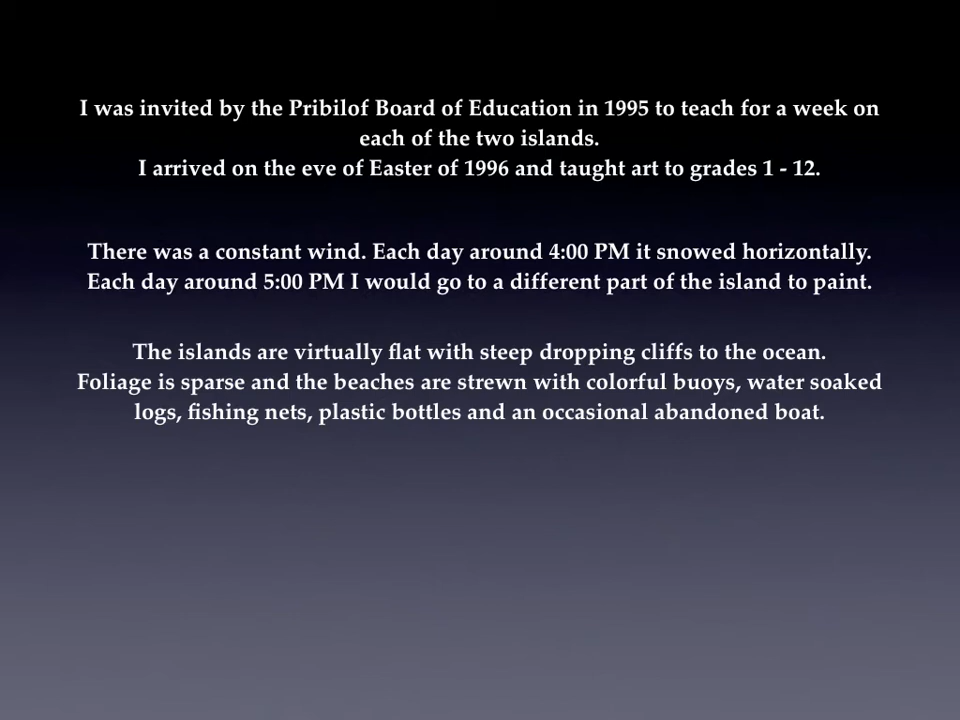 I was invited by the Pribilof Board of Education in 1995 to teach for a week on
each of the two islands.
I arrived on the eve of Easter of 1996 and taught art to grades 1 - 12.
There was a constant wind. Each day around 4:00 PM it snowed horizontally.
Each day around 5:00 PM I would go to a different part of the island to paint.
The islands are virtually flat with steep dropping cliffs to the ocean.
Foliage is sparse and the beaches are strewn with colorful buoys, water soaked
logs, fishing nets, plastic bottles and an occasional abandoned boat.